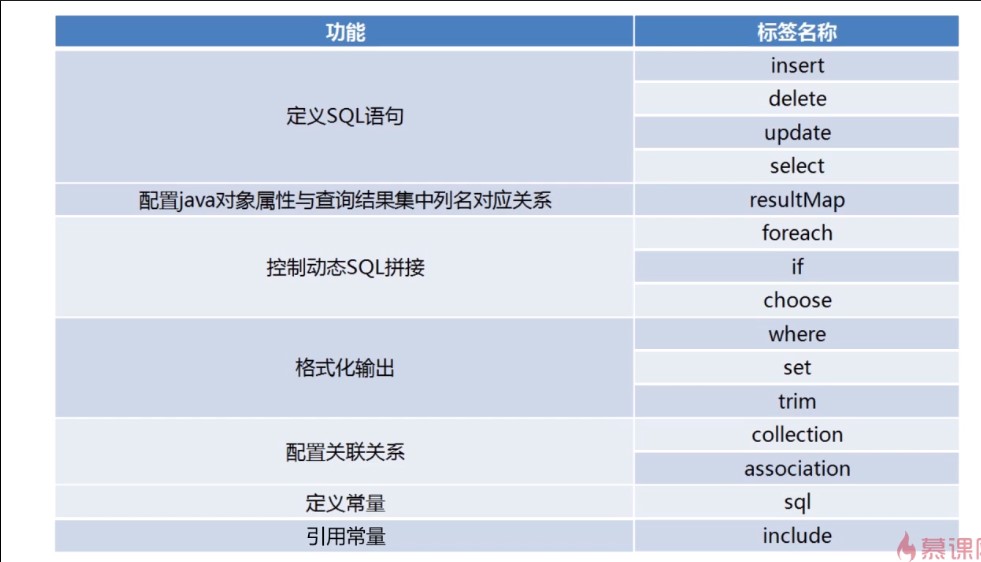 功能 标签名称
定义SQL语句 insert
delete
update
select
配置java对象属性与查询结果集中列名对应关系 resultMap
控制动态SQL拼接 foreach
if
choose
格式化输出 where
set
trim
配置关联关系 collection
association
定义常量 sql
引用常量 include
慕课网